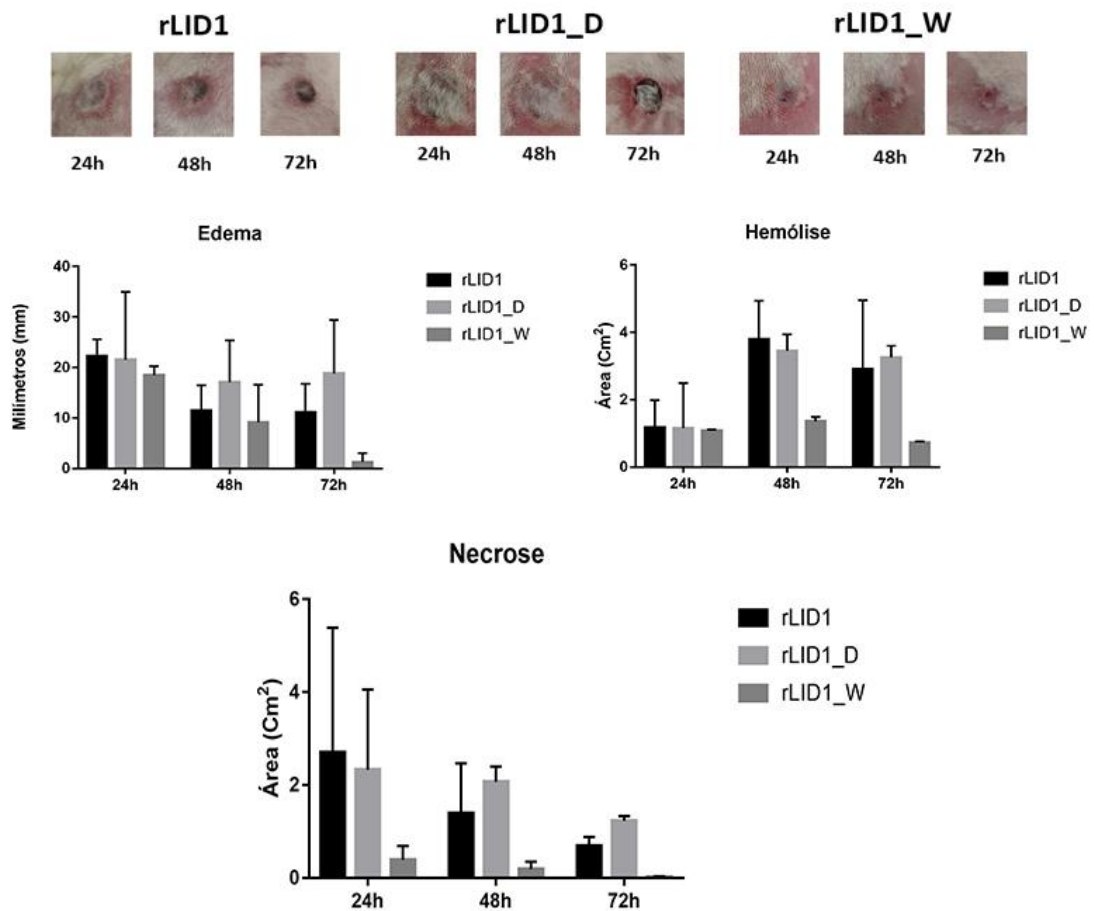 rLID1 rLID1_D rLID1_W
24h 48h 72h 24h 48h 72h 24h 48h 72h
Edema
Milímetros (mm)
40
30
20
10
0
24h 48h 72h
rLID1
rLID1_D
rLID1_W
Hemólise
Área (Cm²)
6
4
2
0
24h 48h 72h
rLID1
rLID1_D
rLID1_W
Necrose
Área (Cm²)
6
4
2
0
24h 48h 72h
rLID1
rLID1_D
rLID1_W